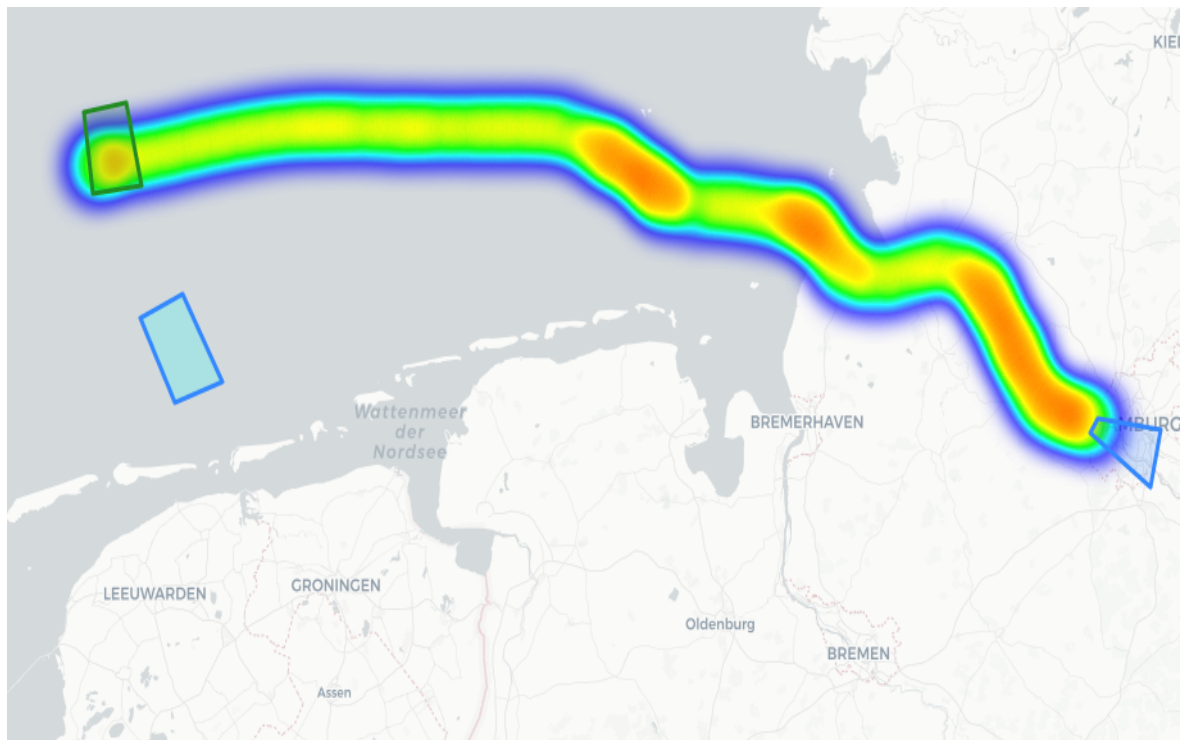 KIEL
Wattenmeer
der
Nordsee
BREMERHAVEN
MBURG
LEEUWARDEN
GRONINGEN
Oldenburg
BREMEN
Assen